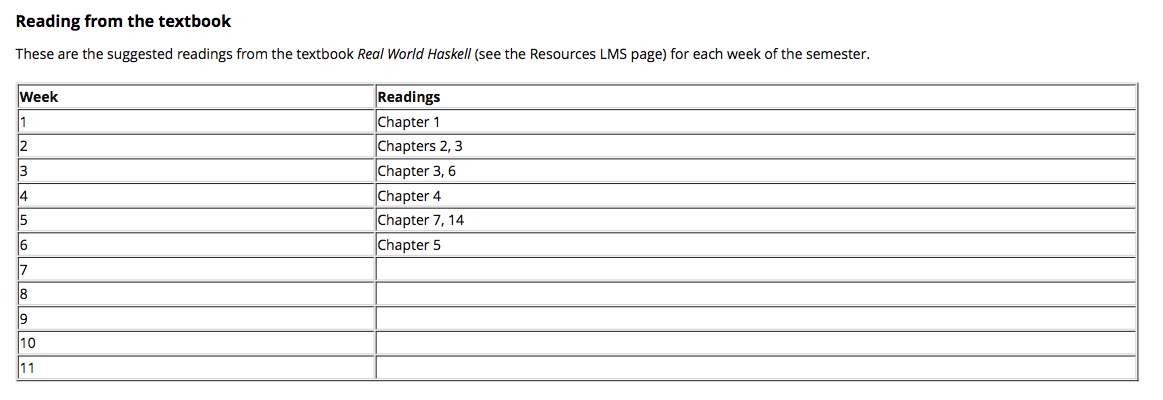 Reading from the textbook
These are the suggested readings from the textbook Real World Haskell (see the Resources LMS page) for each week of the semester.
Week Readings
1 Chapter 1
2 Chapters 2, 3
3 Chapter 3, 6
4 Chapter 4
5 Chapter 7, 14
6 Chapter 5
7
8
9
10
11